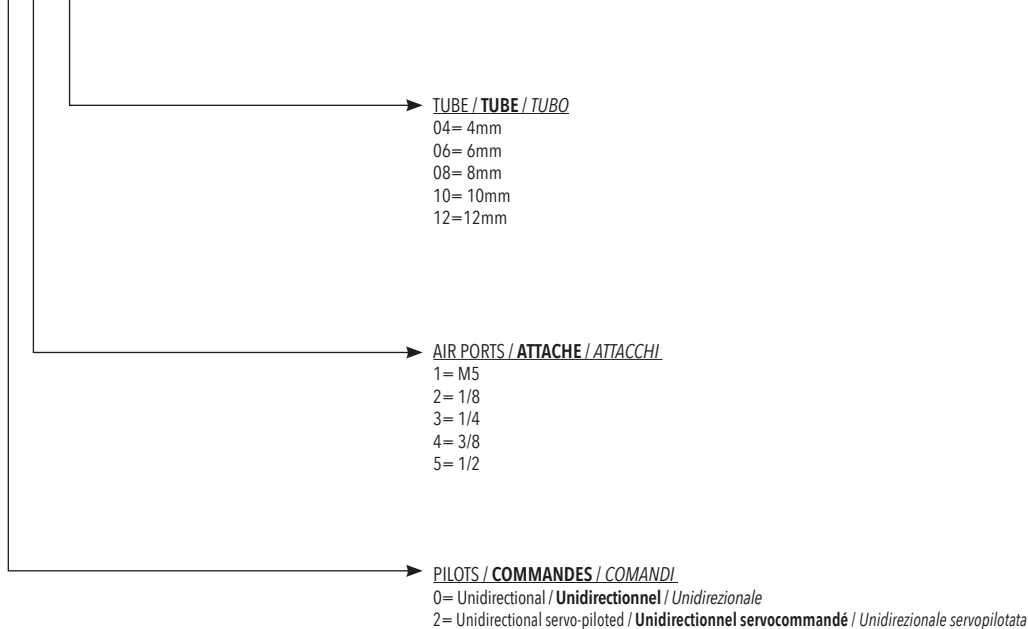 TUBE / TUBE / TUBO
04= 4mm
06= 6mm
08= 8mm
10= 10mm
12=12mm
AIR PORTS / ATTACHE / ATTACCHI
1= M5
2= 1/8
3= 1/4
4= 3/8
5= 1/2
PILOTS / COMMANDES / COMANDI
0= Unidirectional / Unidirectionnel / Unidirezionale
2= Unidirectional servo-piloted / Unidirectionnel servocommandé / Unidirezionale servopilotata